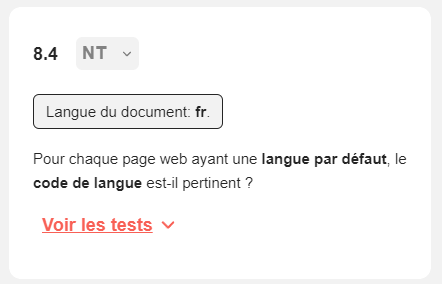 8.4 NT
Langue du document: fr.
Pour chaque page web ayant une langue par défaut, le
code de langue est-il pertinent ?
Voir les tests